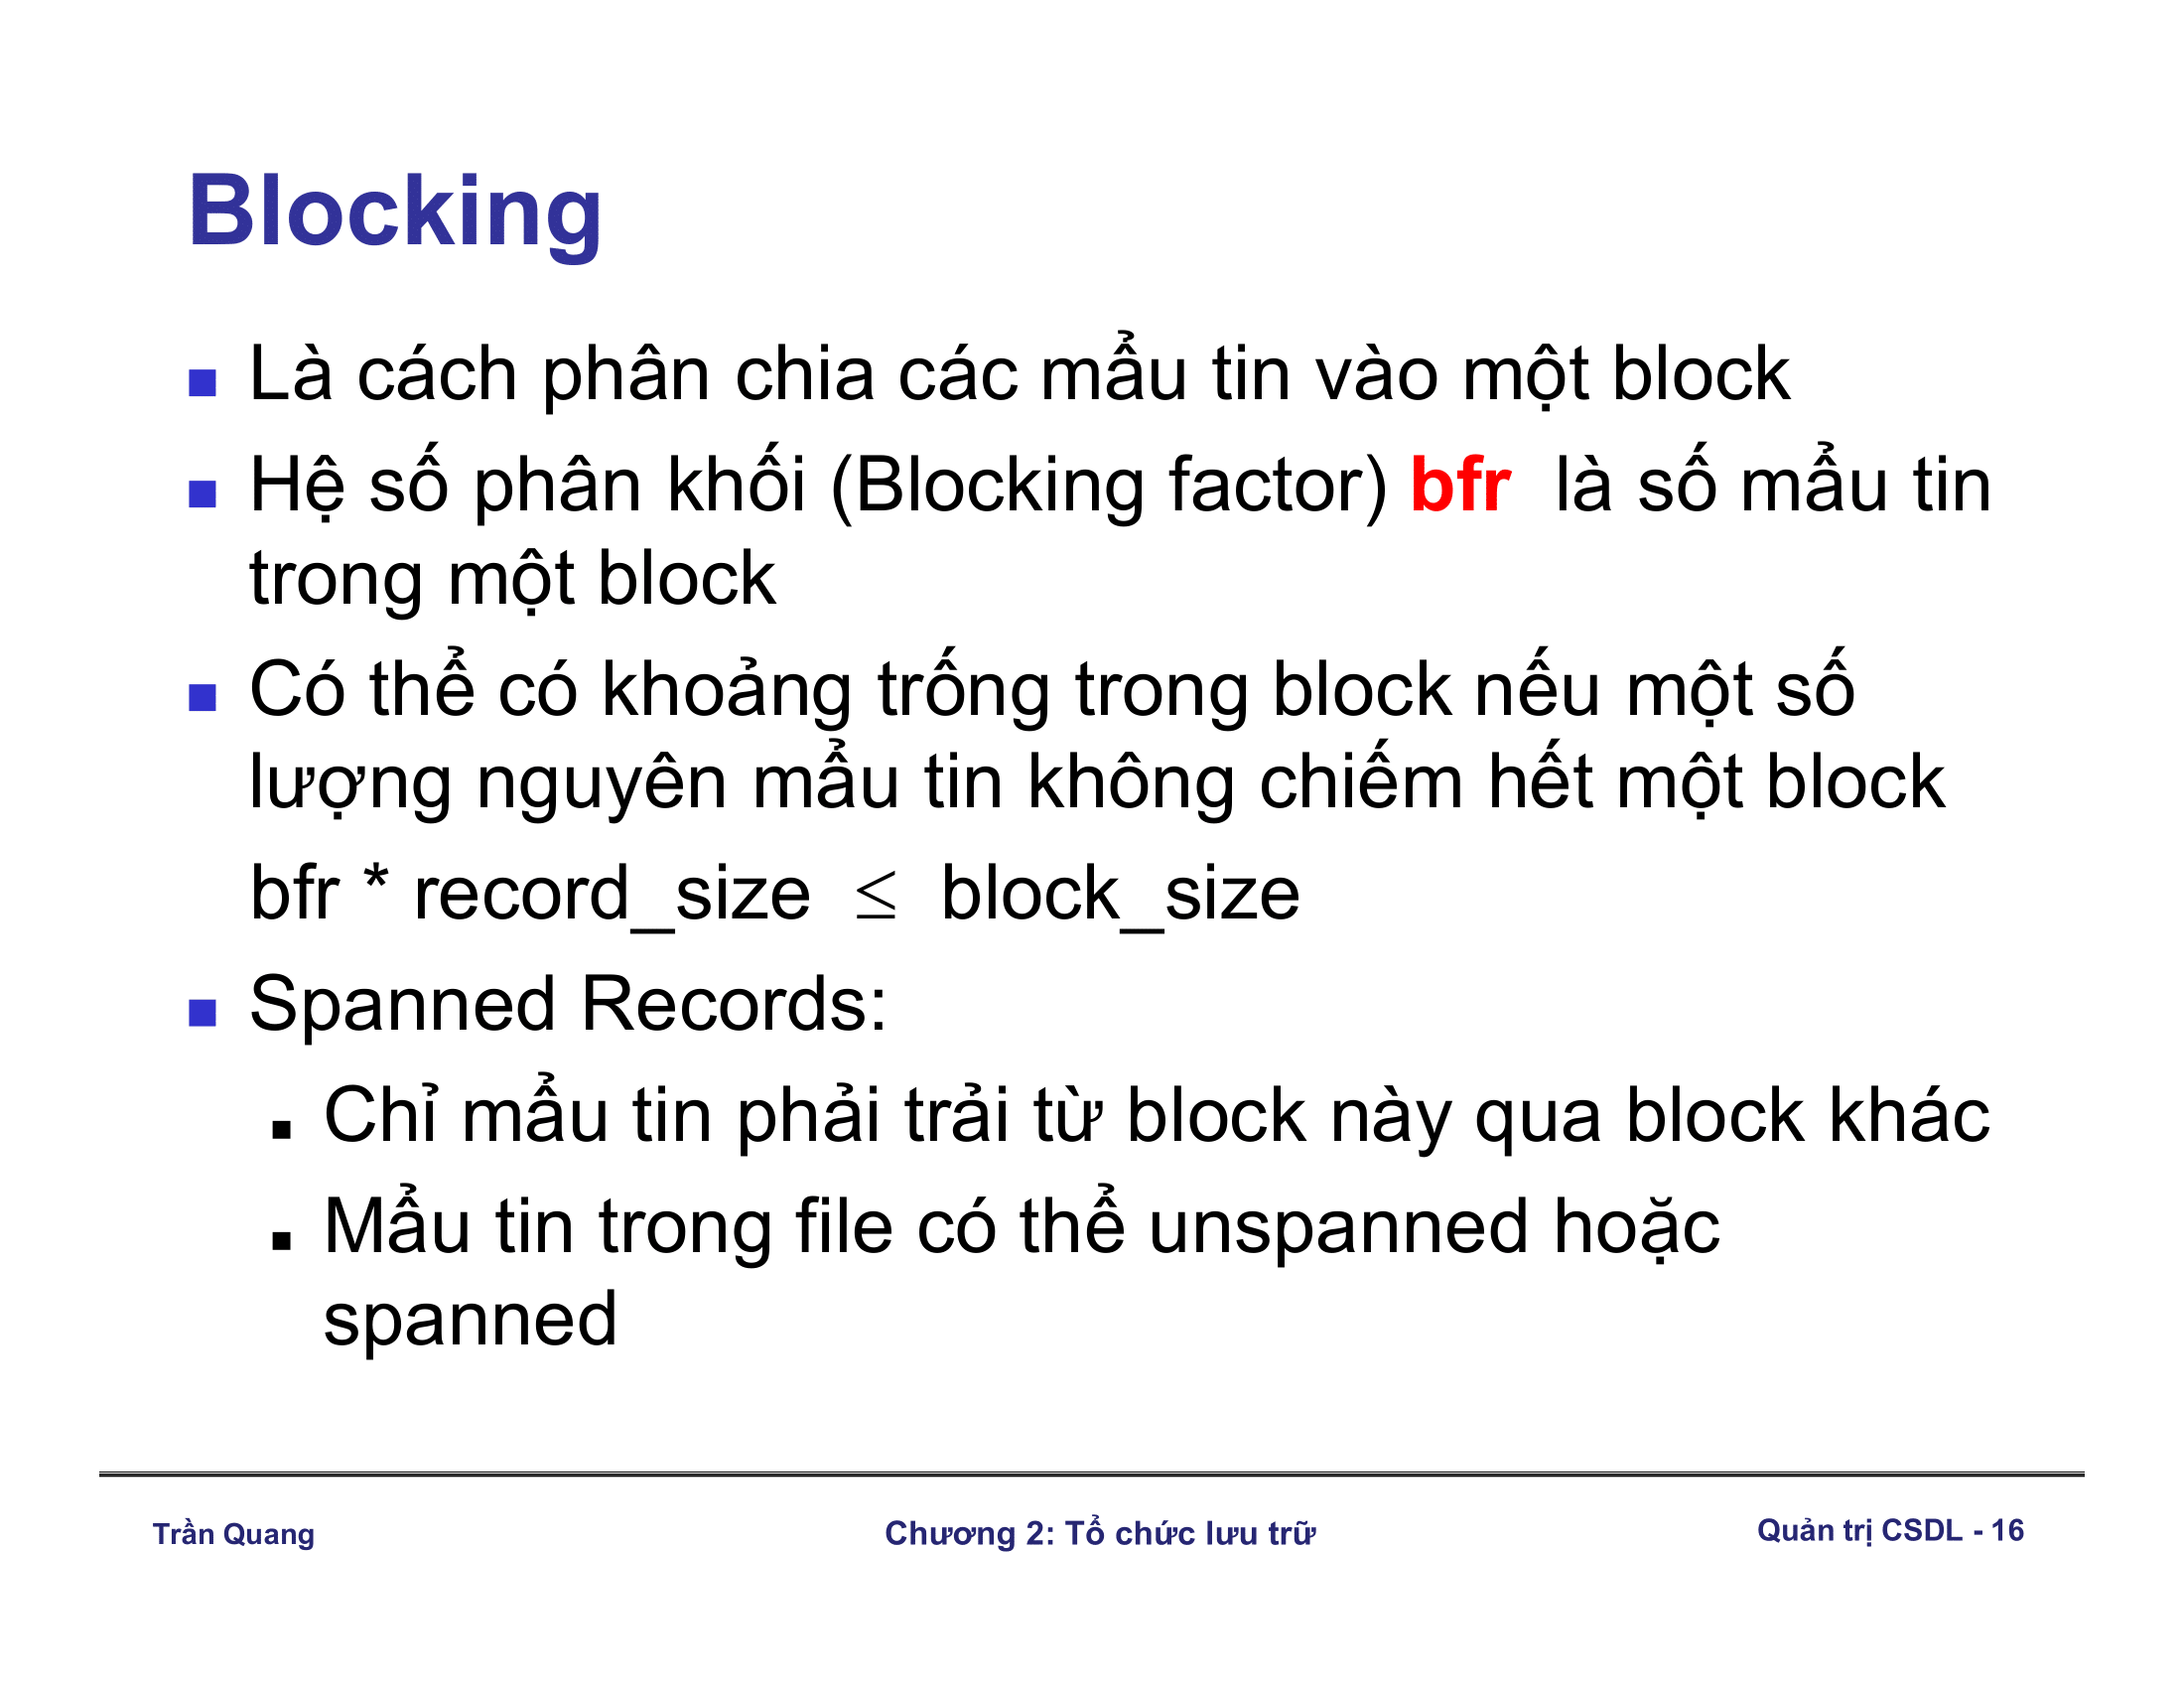 Blocking
Là cách phân chia các mẩu tin vào một block
Hệ số phân khối (Blocking factor) bfr là số mẩu tin
trong một block
Có thể có khoảng trống trong block nếu một số
lượng nguyên mẩu tin không chiếm hết một block
bfr * record_size ≤ block_size
Spanned Records:
Chỉ mẩu tin phải trải từ block này qua block khác
Mẩu tin trong file có thể unspanned hoặc
spanned
Trần Quang
Chương 2: Tổ chức lưu trữ
Quản trị CSDL - 16